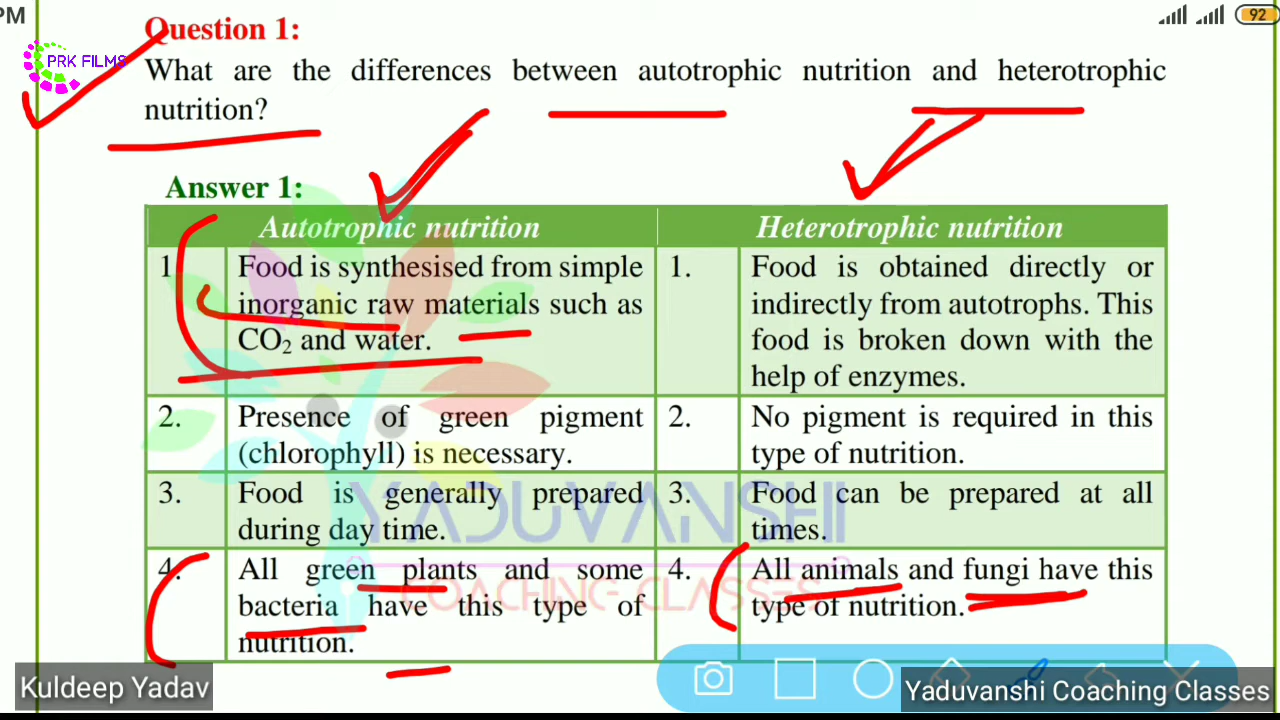 PM
92
PRK FILMS
Question 1:
What are the differences between autotrophic nutrition and heterotrophic
nutrition?
Answer 1:
Autotrophic nutrition
Heterotrophic nutrition
1
Food is synthesised from simple
inorganic raw materials such as
CO₂ and water.
1.
Food is obtained directly or
indirectly from autotrophs. This
food is broken down with the
help of enzymes.
2.
Presence of green pigment
(chlorophyll) is necessary.
2.
No pigment is required in this
type of nutrition.
3.
Food is generally prepared
during day time.
3.
Food can be prepared at all
times.
4.
All green plants and some
bacteria have this type of
nutrition.
4.
All animals and fungi have this
type of nutrition.
YADUVANSHI
COACHING CLASSES
Kuldeep Yadav
Yaduvanshi Coaching Classes